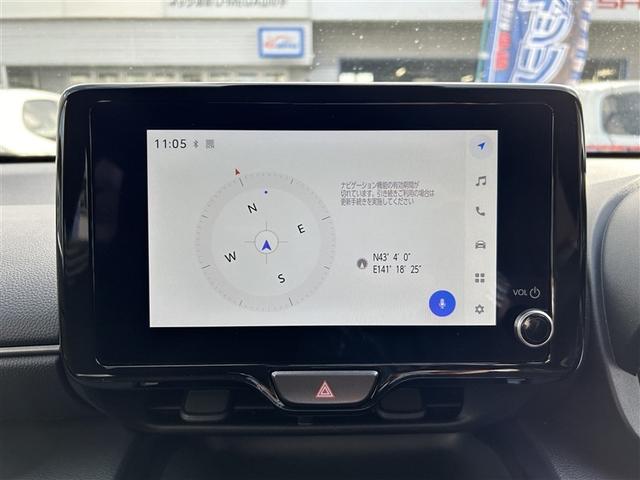 11:05
N
E
W
S
ナビゲーション機能の有効期間が
切れています。引き続きご利用の場合は
更新手続きを実施してください
N43° 4' 0"
E141° 18' 25"
VOL